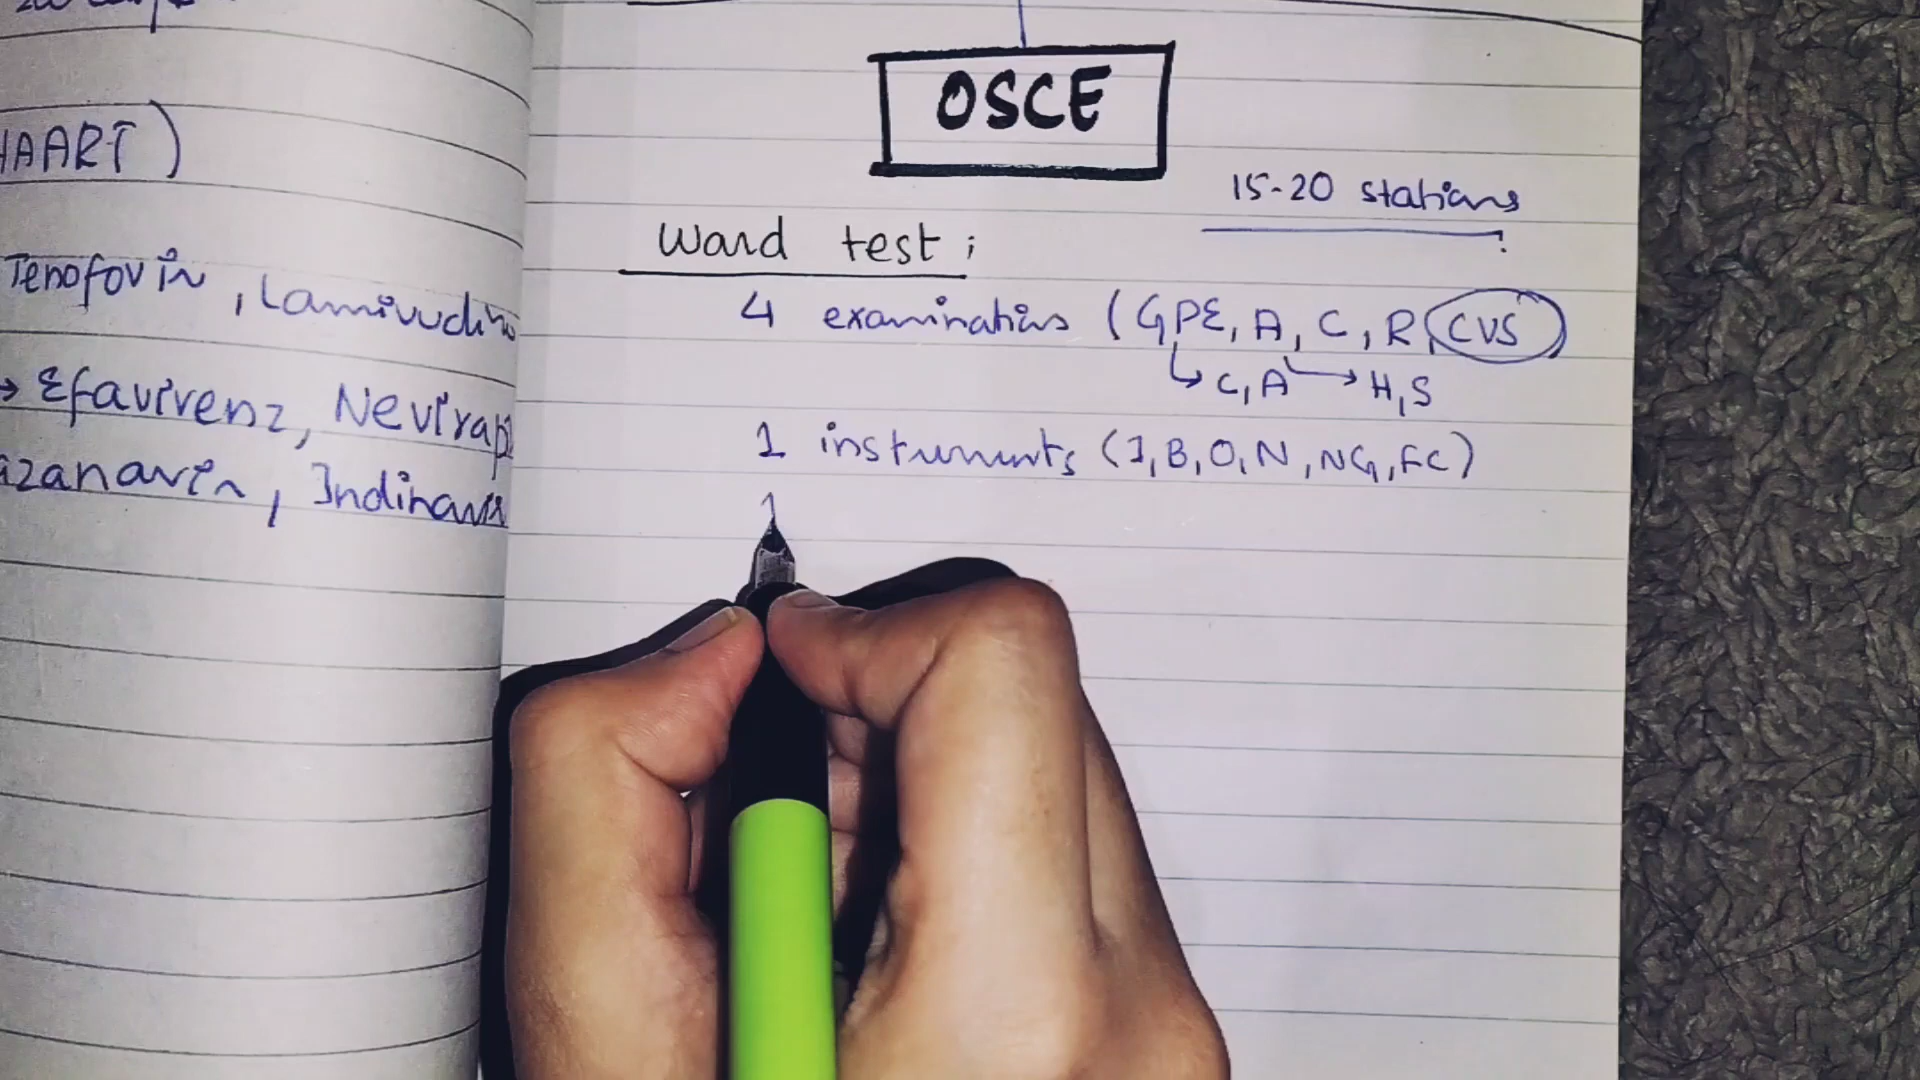 HAART)
Tenofovir, Lamivudin
→ Efavirenz, Nevirap
azanavir, Indinavir
OSCE
15-20 stations
Ward test;
4 examinations (GPE, A, C, R, CVS)
↳ C, A → H, S
1 instruments (I, B, O, N, NG, FC)
1